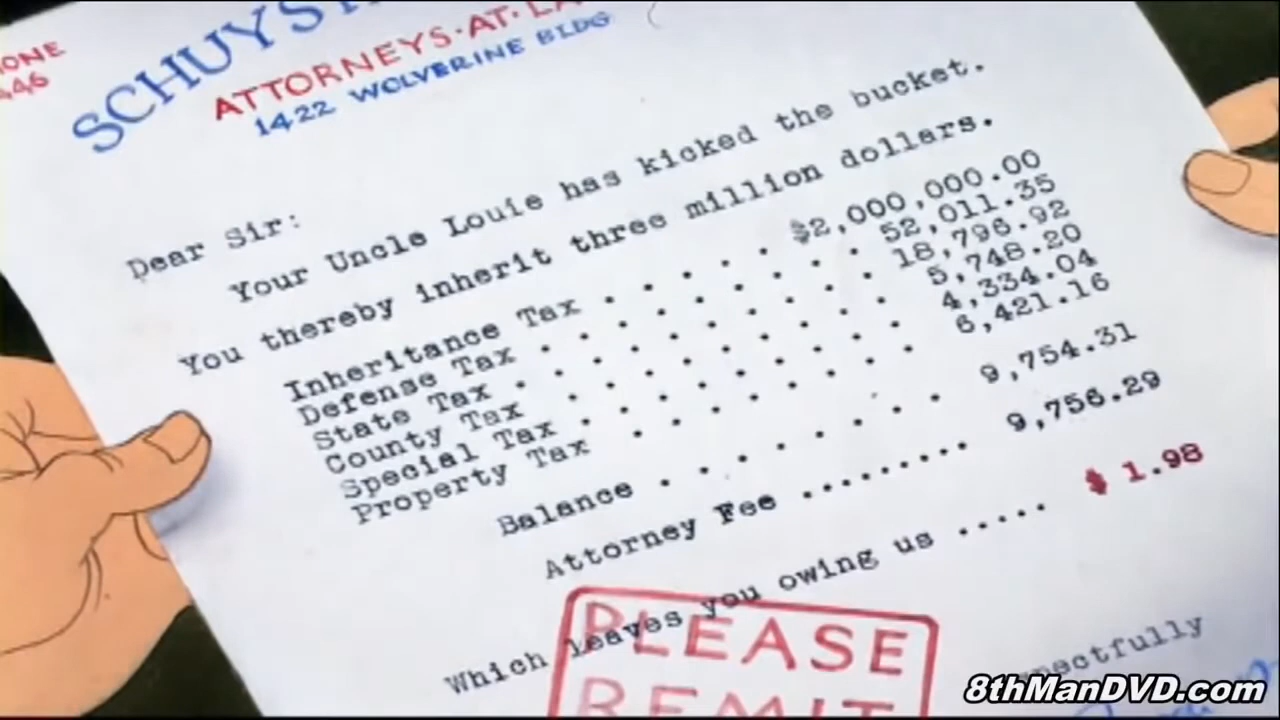 ONE
446
ATTORNEYS·AT·LA
1422 WOLVERINE BLDG
Dear Sir:
Your Uncle Louie has kicked the bucket.
You thereby inherit three million dollars.
Inheritance Tax . . . . . $2,000,000.00
Defense Tax . . . . . . . . 52,011.35
State Tax . . . . . . . . . 18,796.92
County Tax . . . . . . . . 5,748.20
Special Tax . . . . . . . . 4,334.04
Property Tax . . . . . . . 6,421.16
Balance . . . . . . . . 9,754.31
Attorney Fee .......... 9,756.29
Which leaves you owing us ..... $ 1.98
PLEASE
REMIT
pectfully
8thManDVD.com